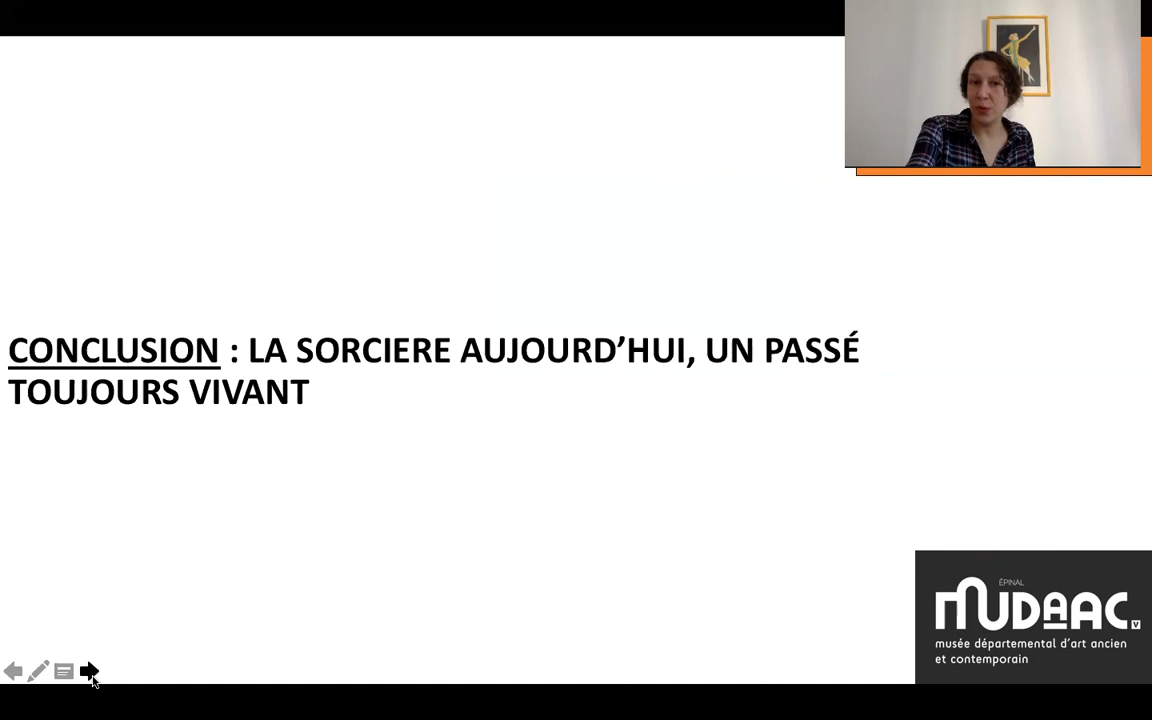 CONCLUSION : LA SORCIERE AUJOURD’HUI, UN PASSÉ
TOUJOURS VIVANT
ÉPINAL
MUDAAC
V
musée départemental d’art ancien
et contemporain